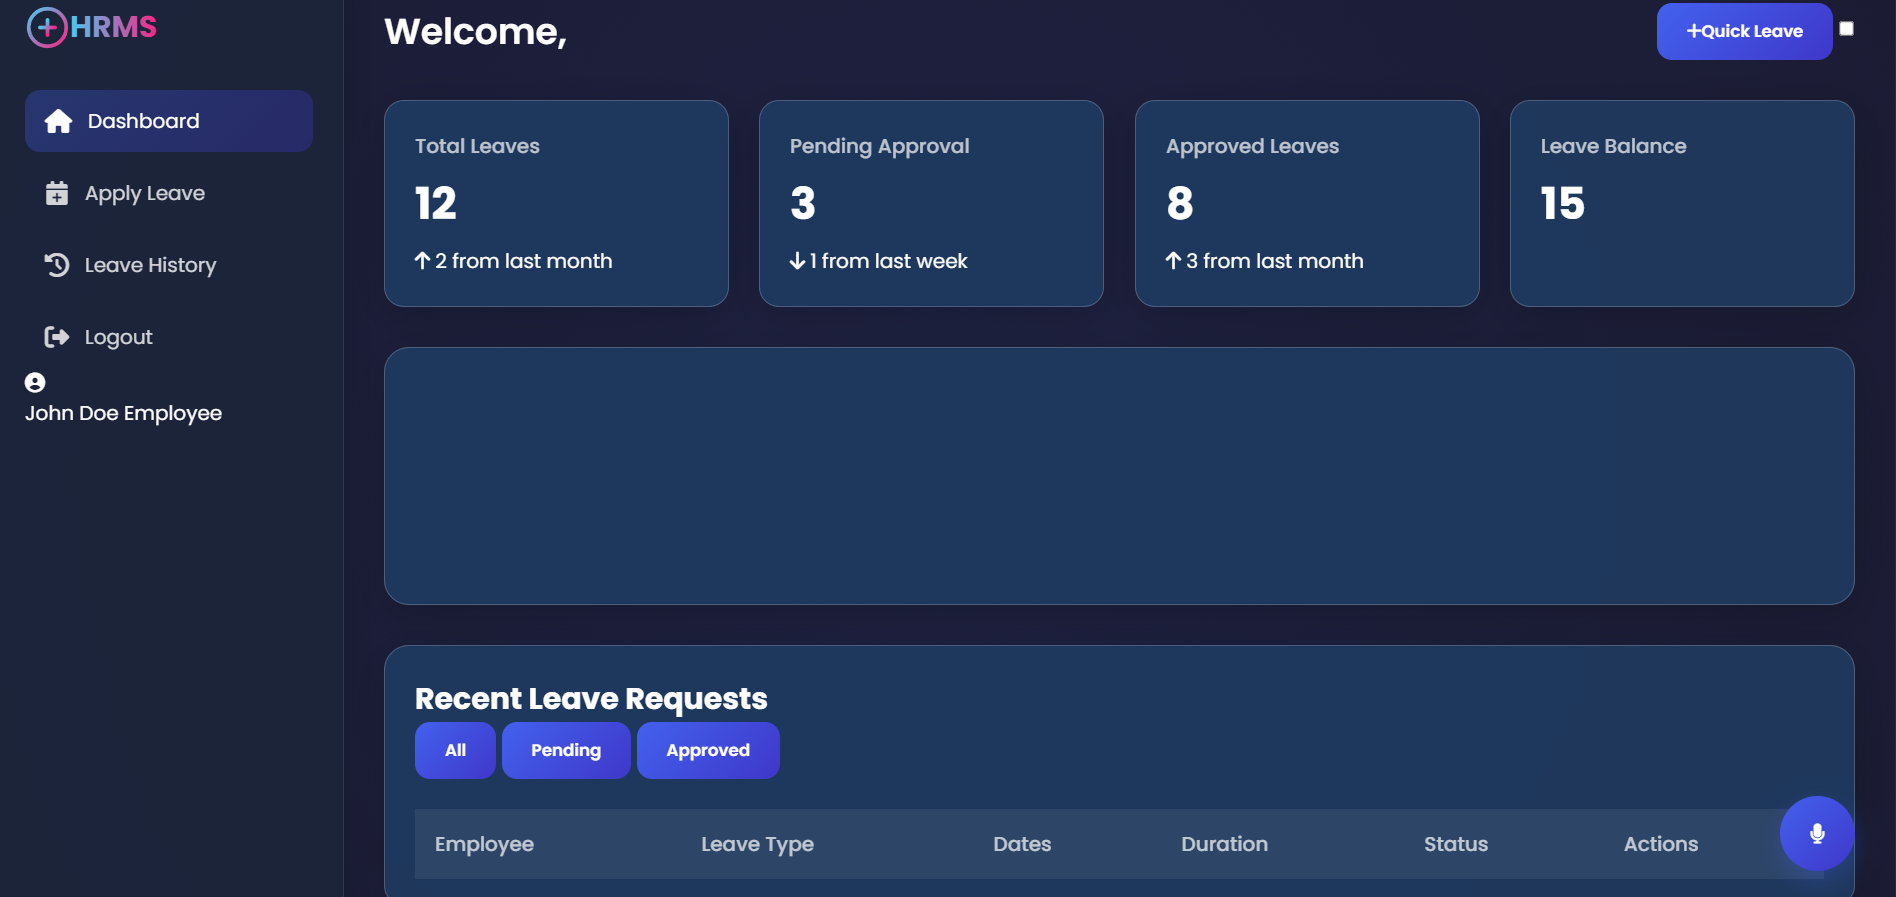 HRMS
Dashboard
Apply Leave
Leave History
Logout
John Doe Employee
Welcome,
Quick Leave
Total Leaves
12
2 from last month
Pending Approval
3
1 from last week
Approved Leaves
8
3 from last month
Leave Balance
15
Recent Leave Requests
All Pending Approved
Employee Leave Type Dates Duration Status Actions